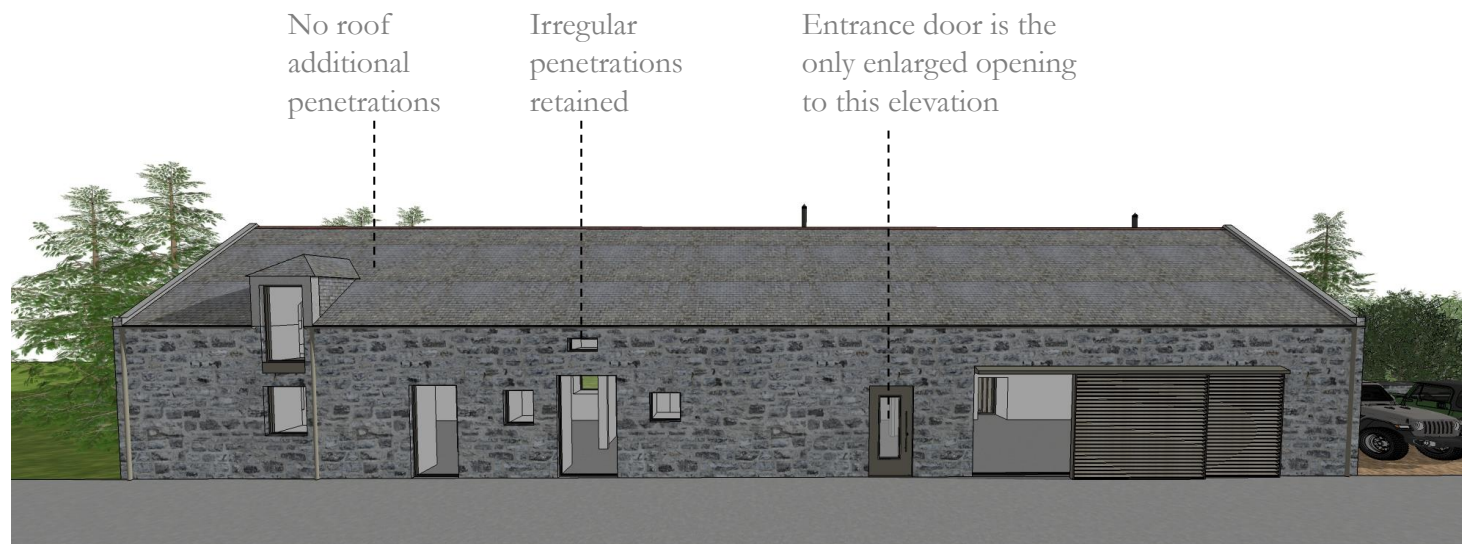 No roof
additional
penetrations
Irregular
penetrations
retained
Entrance door is the
only enlarged opening
to this elevation